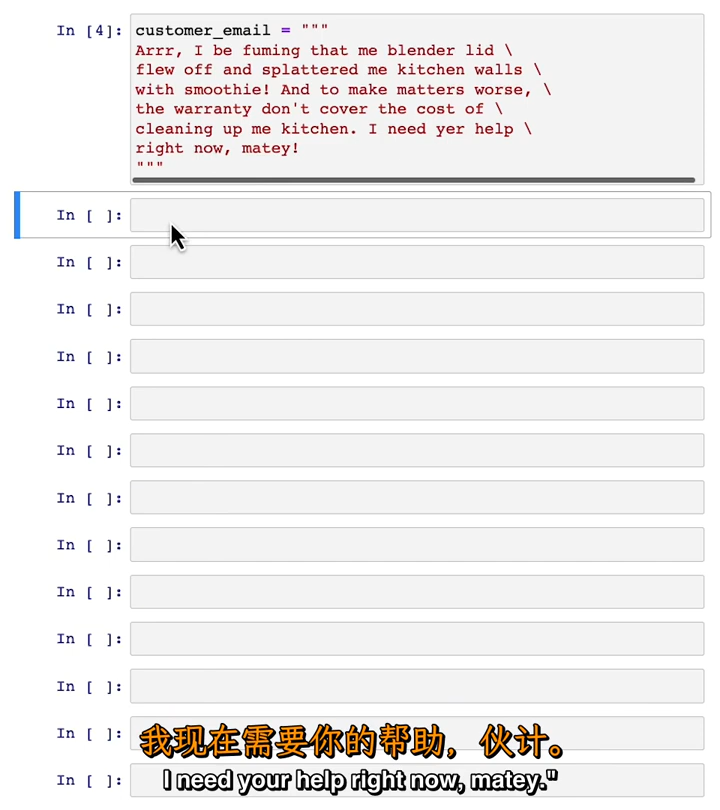 In [4]: customer_email = """
Arrr, I be fuming that me blender lid \
flew off and splattered me kitchen walls \
with smoothie! And to make matters worse, \
the warranty don't cover the cost of \
cleaning up me kitchen. I need yer help \
right now, matey!
"""
In [ ]:
In [ ]:
In [ ]:
In [ ]:
In [ ]:
In [ ]:
In [ ]:
In [ ]:
In [ ]:
In [ ]:
In [ ]:
In [ ]:
我现在需要你的帮助，伙计。
In [ ]:
I need your help right now, matey."